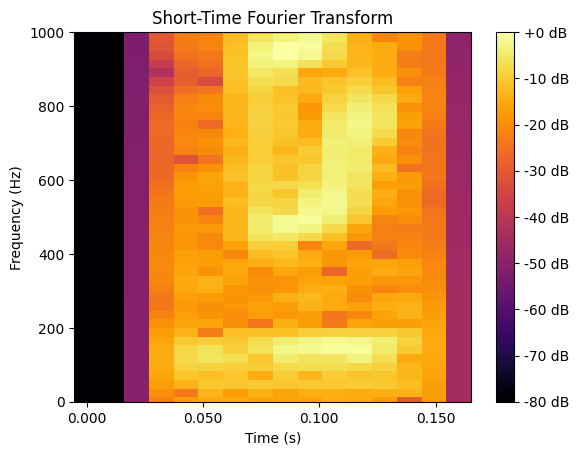 Short-Time Fourier Transform
1000
800
600
400
200
0
Frequency (Hz)
0.000
0.050
0.100
0.150
Time (s)
+0 dB
-10 dB
-20 dB
-30 dB
-40 dB
-50 dB
-60 dB
-70 dB
-80 dB